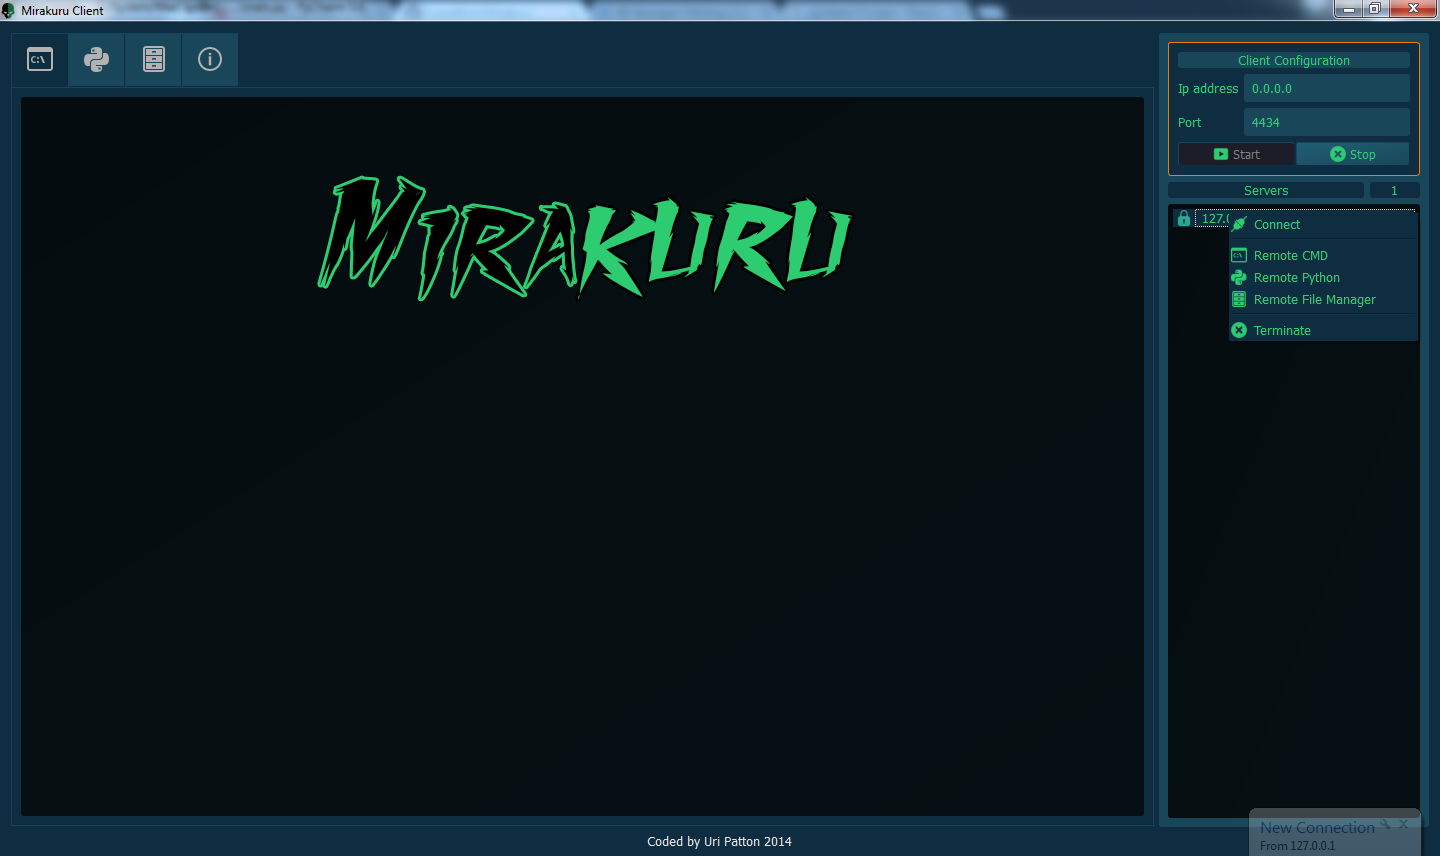 Mirakuru Client
C:\
Client Configuration
Ip address 0.0.0.0
Port 4434
Start Stop
Servers 1
MIRAKURU
127.0
Connect
C:\ Remote CMD
Remote Python
Remote File Manager
Terminate
New Connection
From 127.0.0.1
Coded by Uri Patton 2014